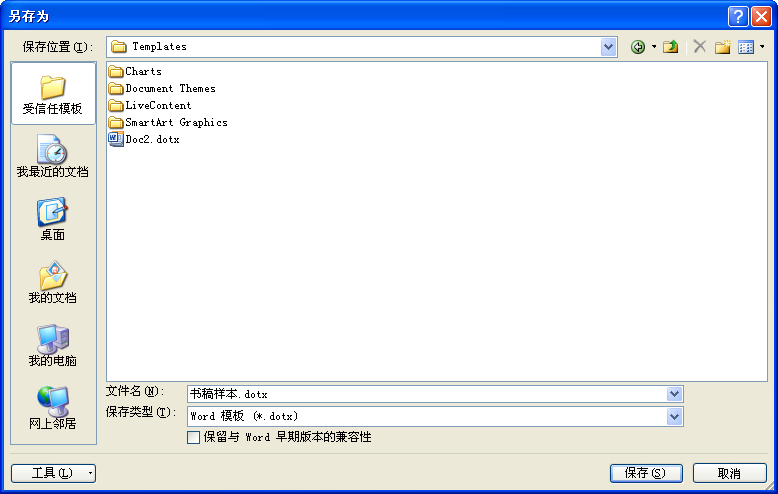 另存为
保存位置(I):
Templates
受信任模板
我最近的文档
桌面
我的文档
我的电脑
网上邻居
Charts
Document Themes
LiveContent
SmartArt Graphics
Doc2.dotx
文件名(N):
书稿样本.dotx
保存类型(T):
Word 模板 (*.dotx)
保留与 Word 早期版本的兼容性
工具(L)
保存(S)
取消